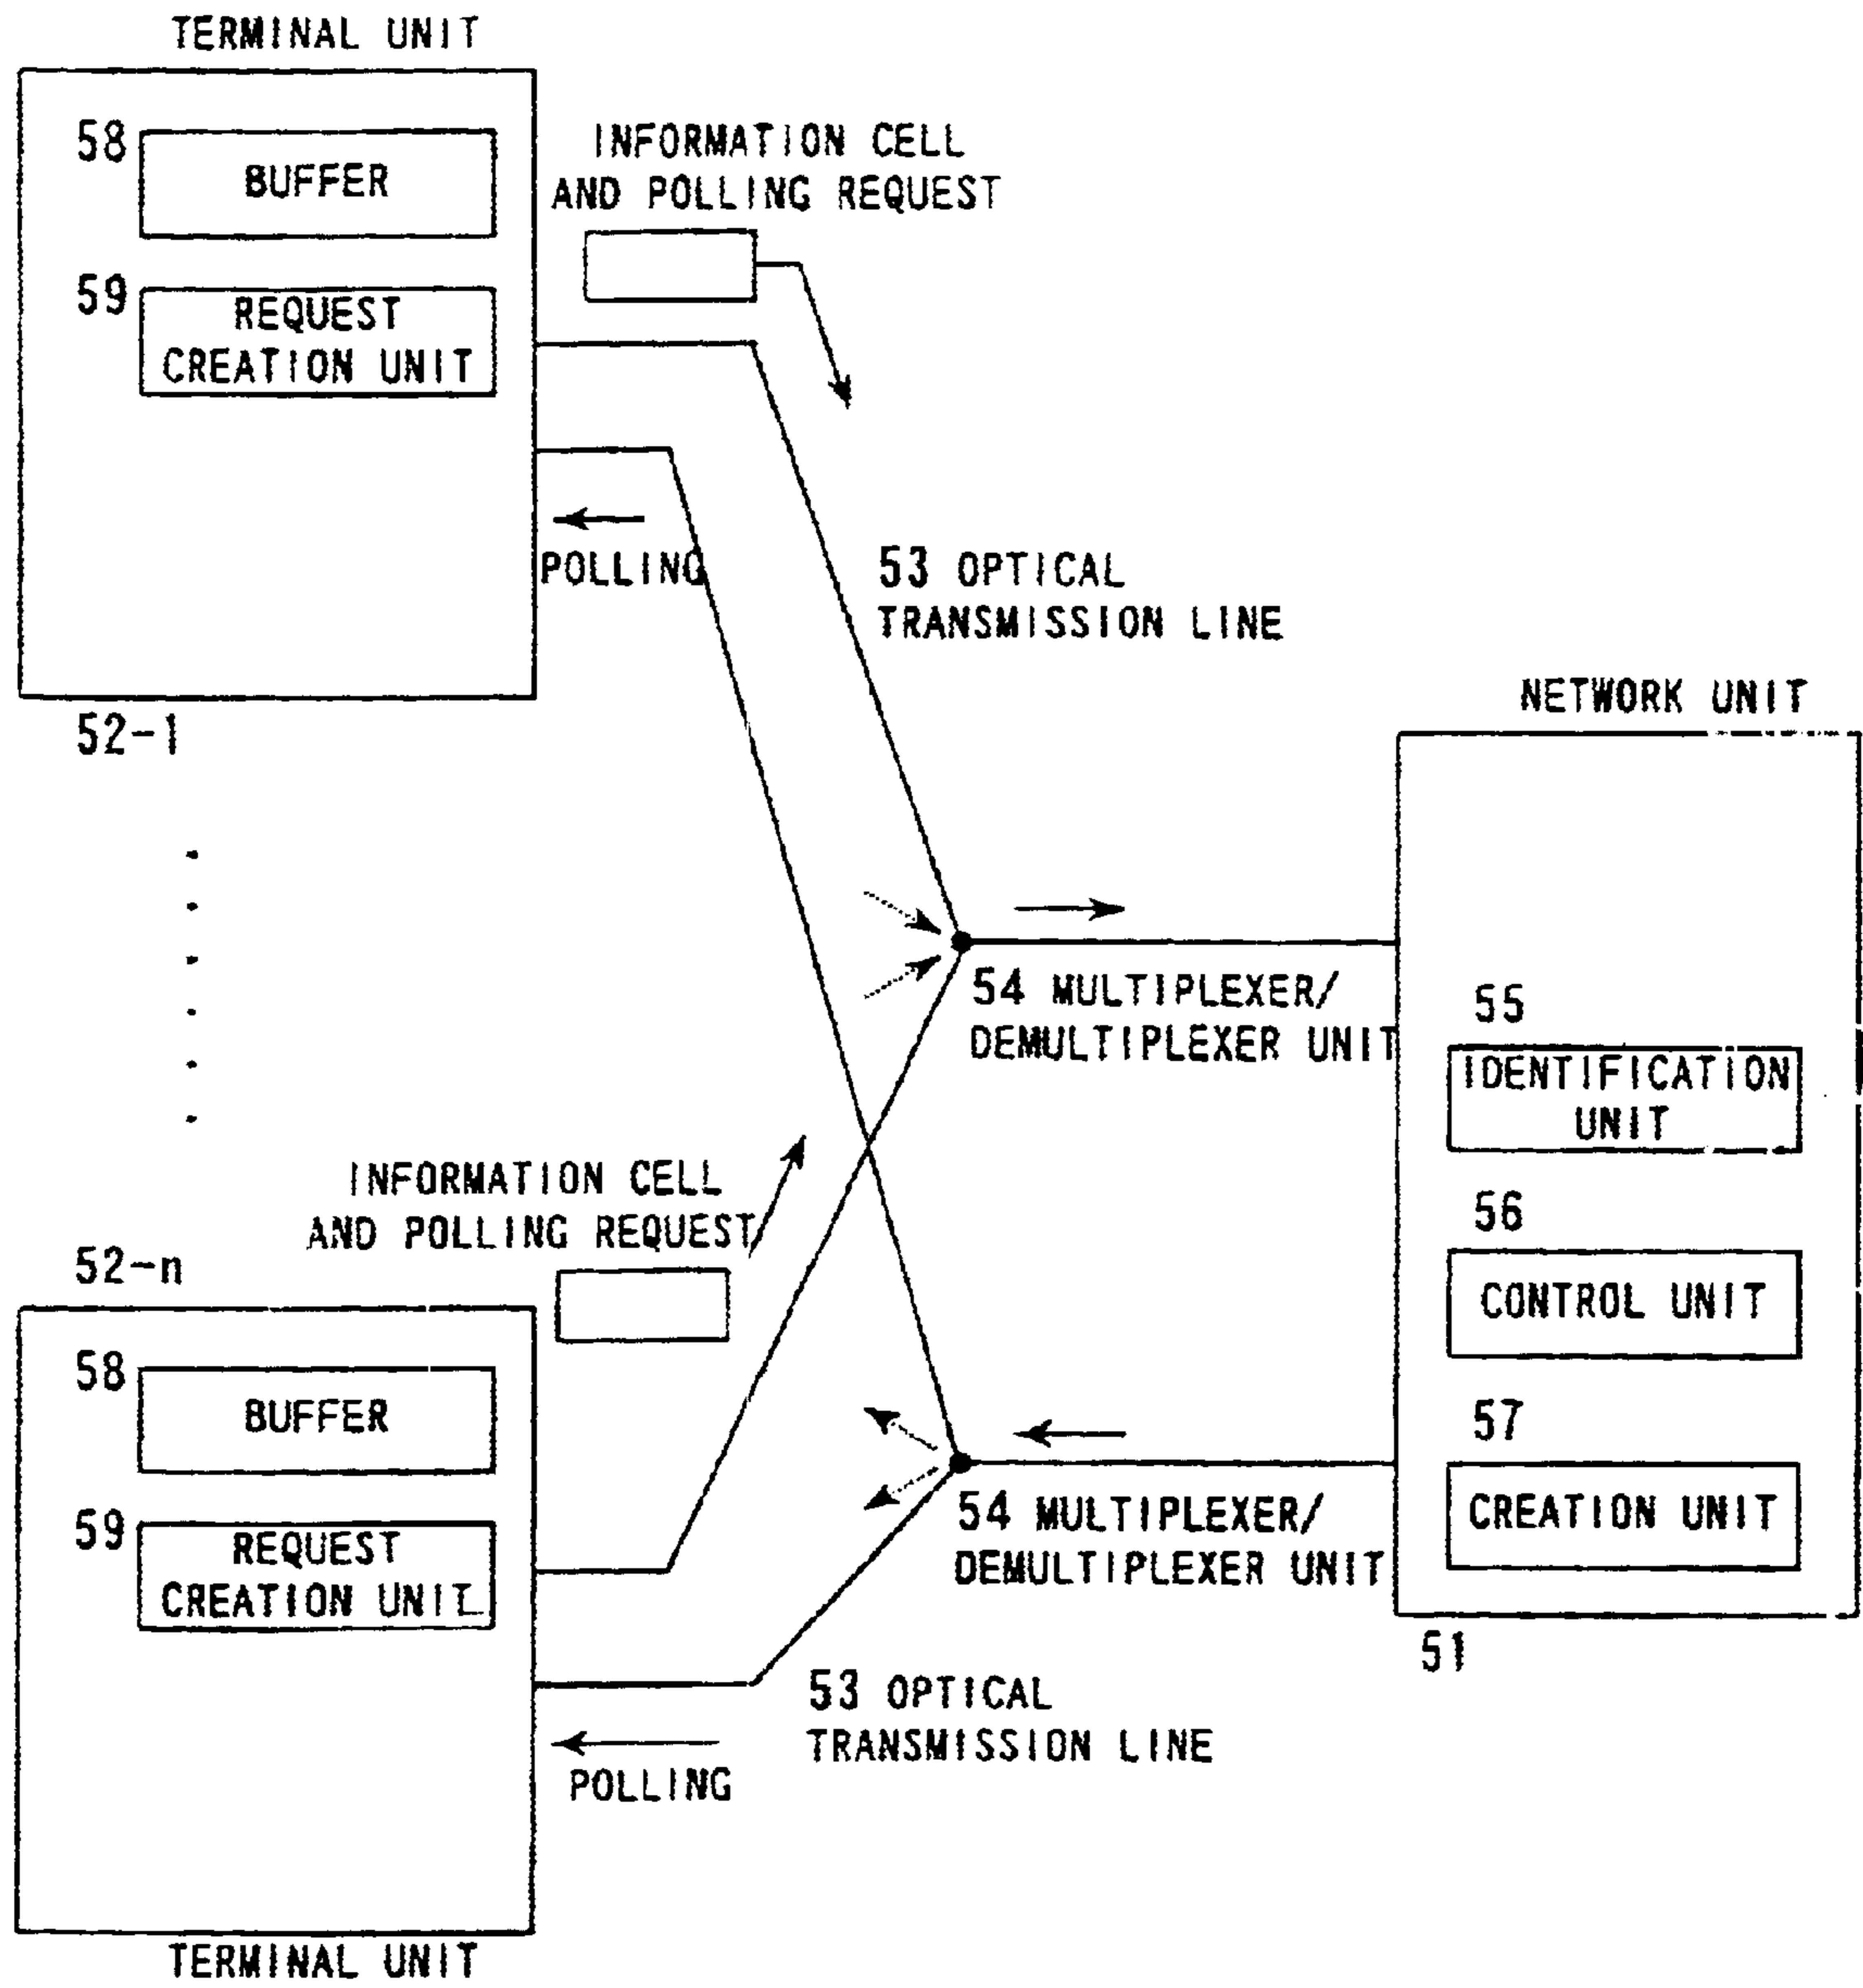 TERMINAL UNIT
58
BUFFER
59
REQUEST
CREATION UNIT
52-1
INFORMATION CELL
AND POLLING REQUEST
POLLING
53 OPTICAL
TRANSMISSION LINE
NETWORK UNIT
54 MULTIPLEXER/
DEMULTIPLEXER UNIT
55
IDENTIFICATION
UNIT
56
CONTROL UNIT
57
CREATION UNIT
51
INFORMATION CELL
AND POLLING REQUEST
52-n
58
BUFFER
59
REQUEST
CREATION UNIT
54 MULTIPLEXER/
DEMULTIPLEXER UNIT
53 OPTICAL
TRANSMISSION LINE
POLLING
TERMINAL UNIT